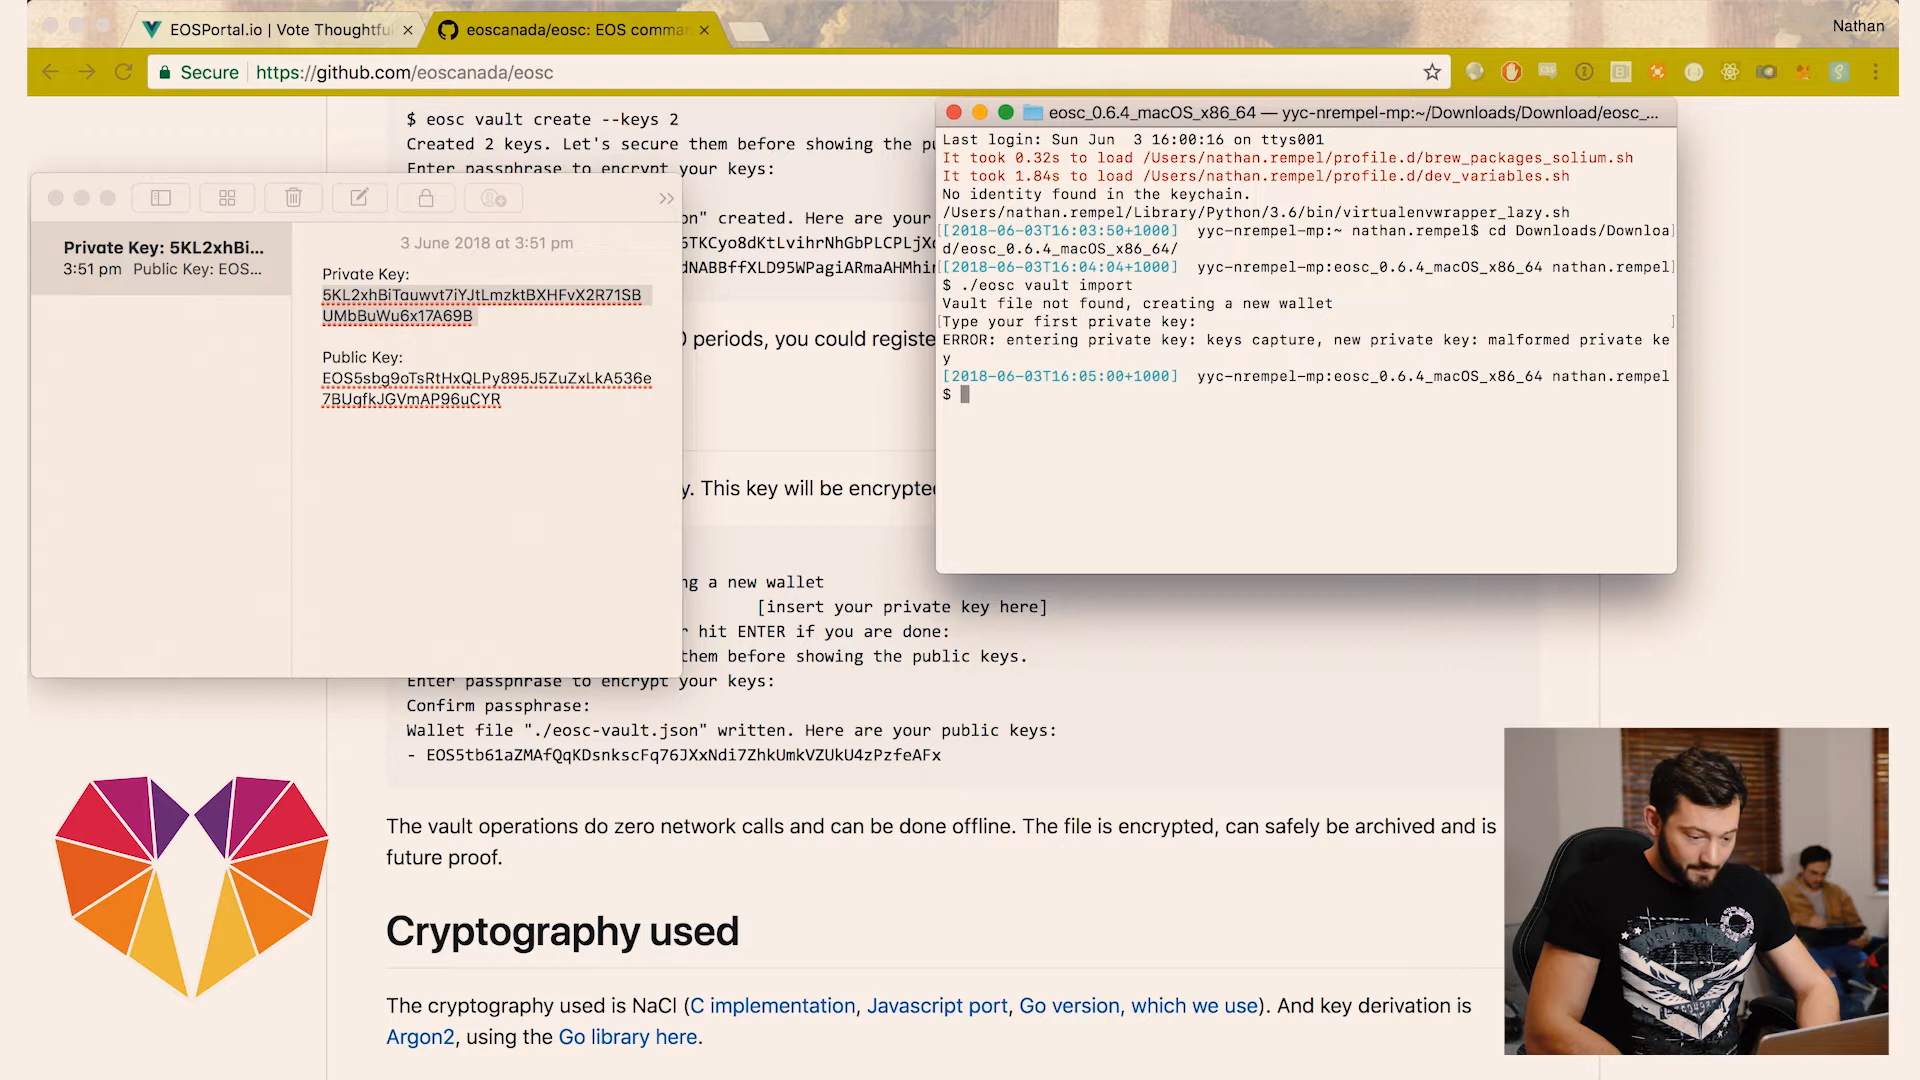 EOSPortal.io | Vote Thoughtful
eoscanada/eosc: EOS comman
Nathan
Secure
https://github.com/eoscanada/eosc
$ eosc vault create --keys 2
Created 2 keys. Let's secure them before showing the pu
Enter passphrase to encrypt your keys:
on" created. Here are your
6TKCyo8dKtLvihrNhGbPLCPLjXd
dNABBffXLD95WPagiARmaAHMhin
Private Key: 5KL2xhBi...
3:51 pm Public Key: EOS...
3 June 2018 at 3:51 pm
Private Key:
5KL2xhBiTauwvt7iYJtLmzktBXHFvX2R71SB
UMbBuWu6x17A69B
Public Key:
EOS5sbg9oTsRtHxQLPy895J5ZuZxLkA536e
7BUgfkJGVmAP96uCYR
eosc_0.6.4_macOS_x86_64 — yyc-nrempel-mp:~/Downloads/Download/eosc_...
Last login: Sun Jun 3 16:00:16 on ttys001
It took 0.32s to load /Users/nathan.rempel/profile.d/brew_packages_solium.sh
It took 1.84s to load /Users/nathan.rempel/profile.d/dev_variables.sh
No identity found in the keychain.
/Users/nathan.rempel/Library/Python/3.6/bin/virtualenvwrapper_lazy.sh
[[2018-06-03T16:03:50+1000] yyc-nrempel-mp:~ nathan.rempel$ cd Downloads/Downloa]
d/eosc_0.6.4_macOS_x86_64/
[[2018-06-03T16:04:04+1000] yyc-nrempel-mp:eosc_0.6.4_macOS_x86_64 nathan.rempel]
$ ./eosc vault import
Vault file not found, creating a new wallet
[Type your first private key: ]
ERROR: entering private key: keys capture, new private key: malformed private ke
y
[2018-06-03T16:05:00+1000] yyc-nrempel-mp:eosc_0.6.4_macOS_x86_64 nathan.rempel
$
periods, you could registe
y. This key will be encrypted
ng a new wallet
[insert your private key here]
r hit ENTER if you are done:
them before showing the public keys.
Enter passphrase to encrypt your keys:
Confirm passphrase:
Wallet file "./eosc-vault.json" written. Here are your public keys:
- EOS5tb61aZMAfQqKDsnkscFq76JXxNdi7ZhkUmkVZUkU4zPzfeAFx
The vault operations do zero network calls and can be done offline. The file is encrypted, can safely be archived and is
future proof.
Cryptography used
The cryptography used is NaCl (C implementation, Javascript port, Go version, which we use). And key derivation is
Argon2, using the Go library here.